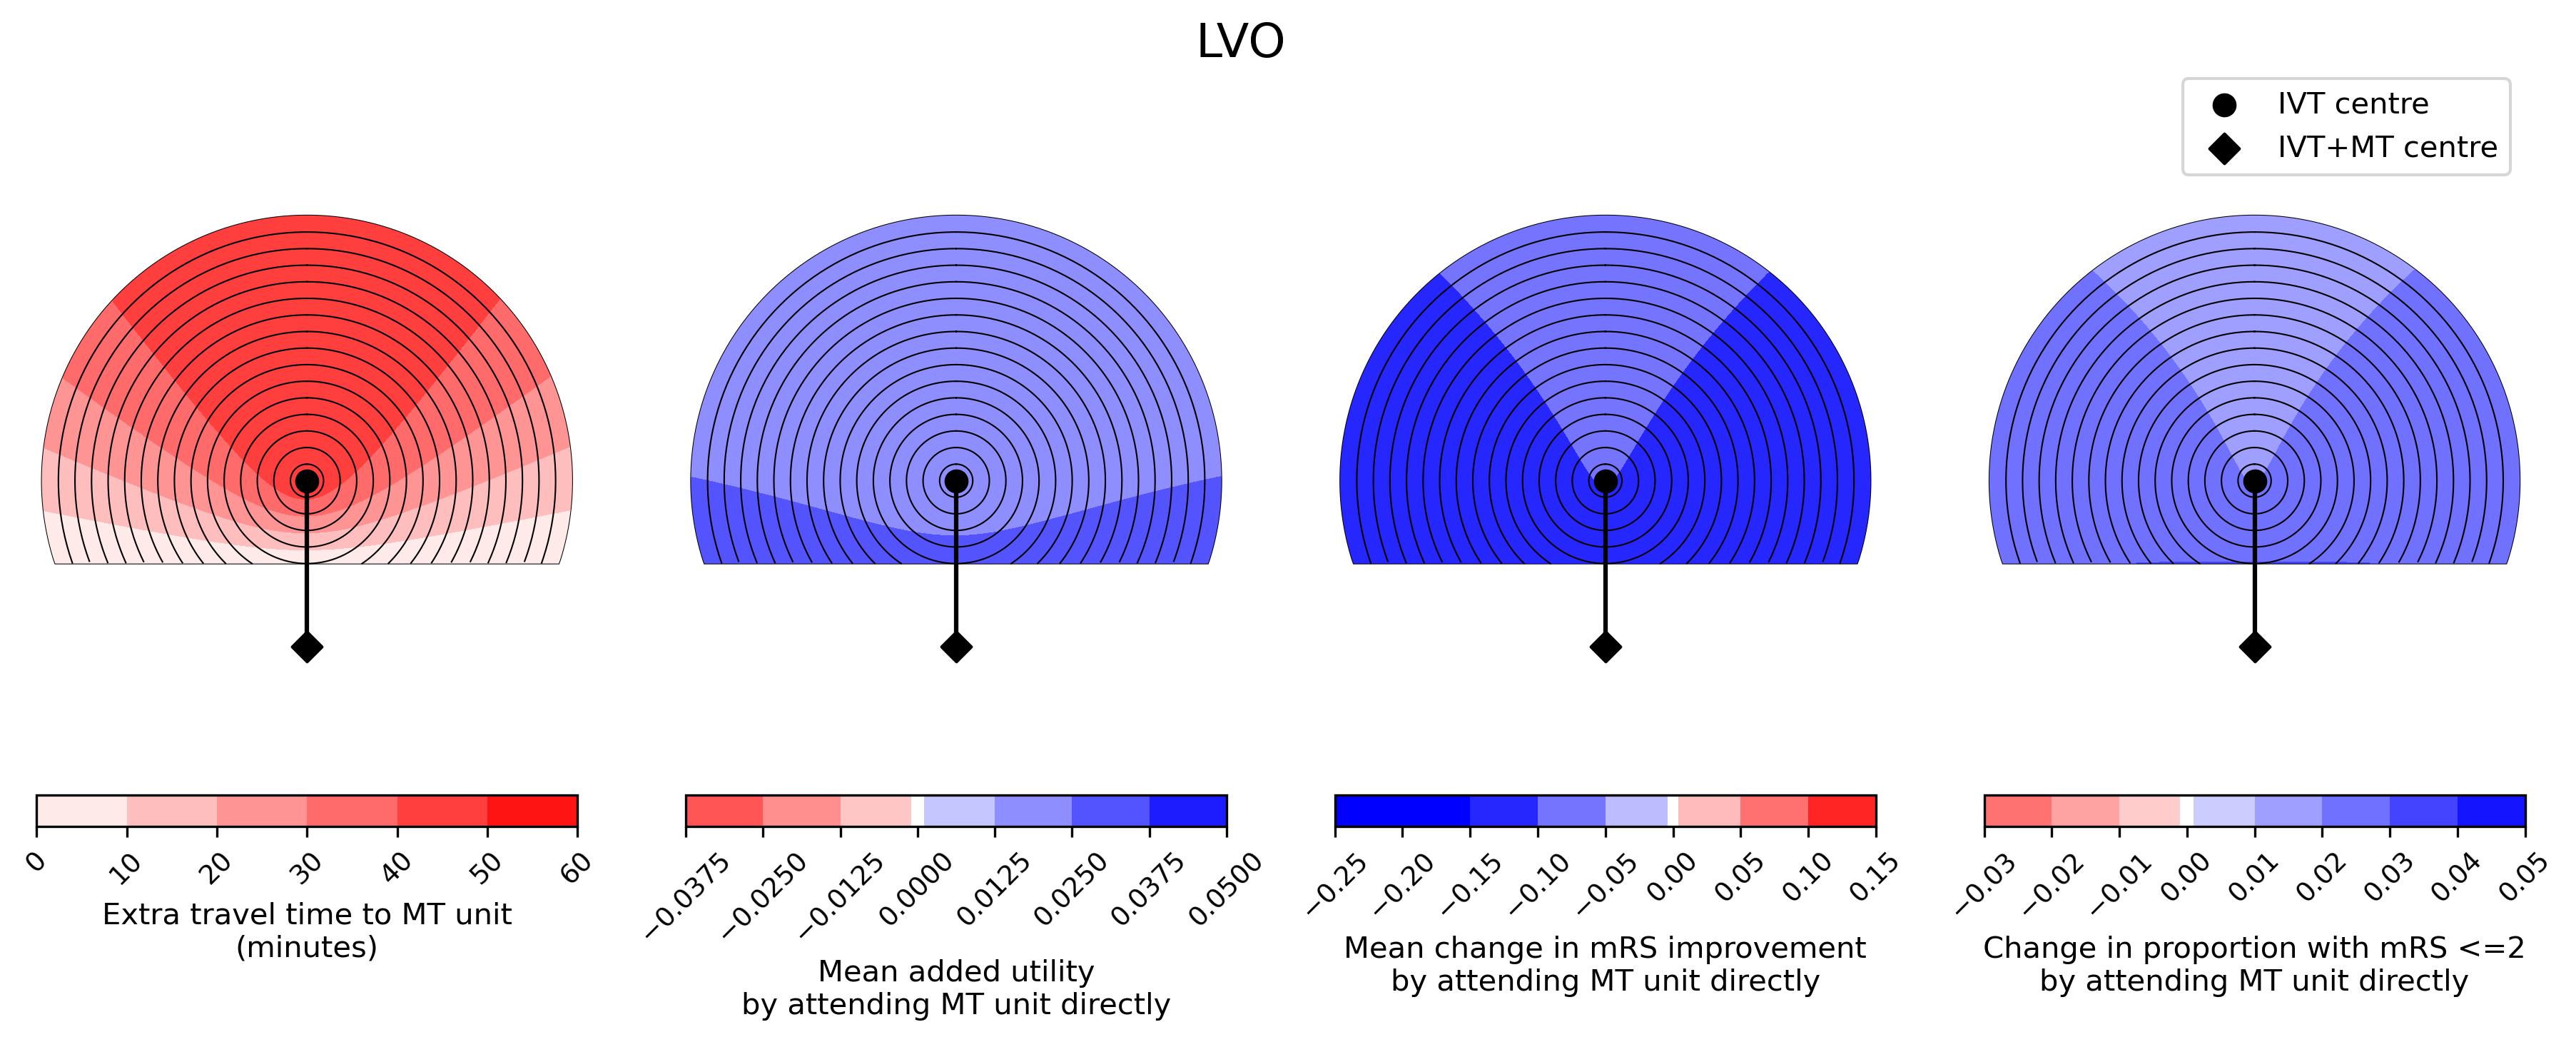 LVO
IVT centre
IVT+MT centre
0 10 20 30 40 50 60
Extra travel time to MT unit
(minutes)
−0.0375 −0.0250 −0.0125 0.0000 0.0125 0.0250 0.0375 0.0500
Mean added utility
by attending MT unit directly
−0.25 −0.20 −0.15 −0.10 −0.05 0.00 0.05 0.10 0.15
Mean change in mRS improvement
by attending MT unit directly
−0.03 −0.02 −0.01 0.00 0.01 0.02 0.03 0.04 0.05
Change in proportion with mRS <=2
by attending MT unit directly